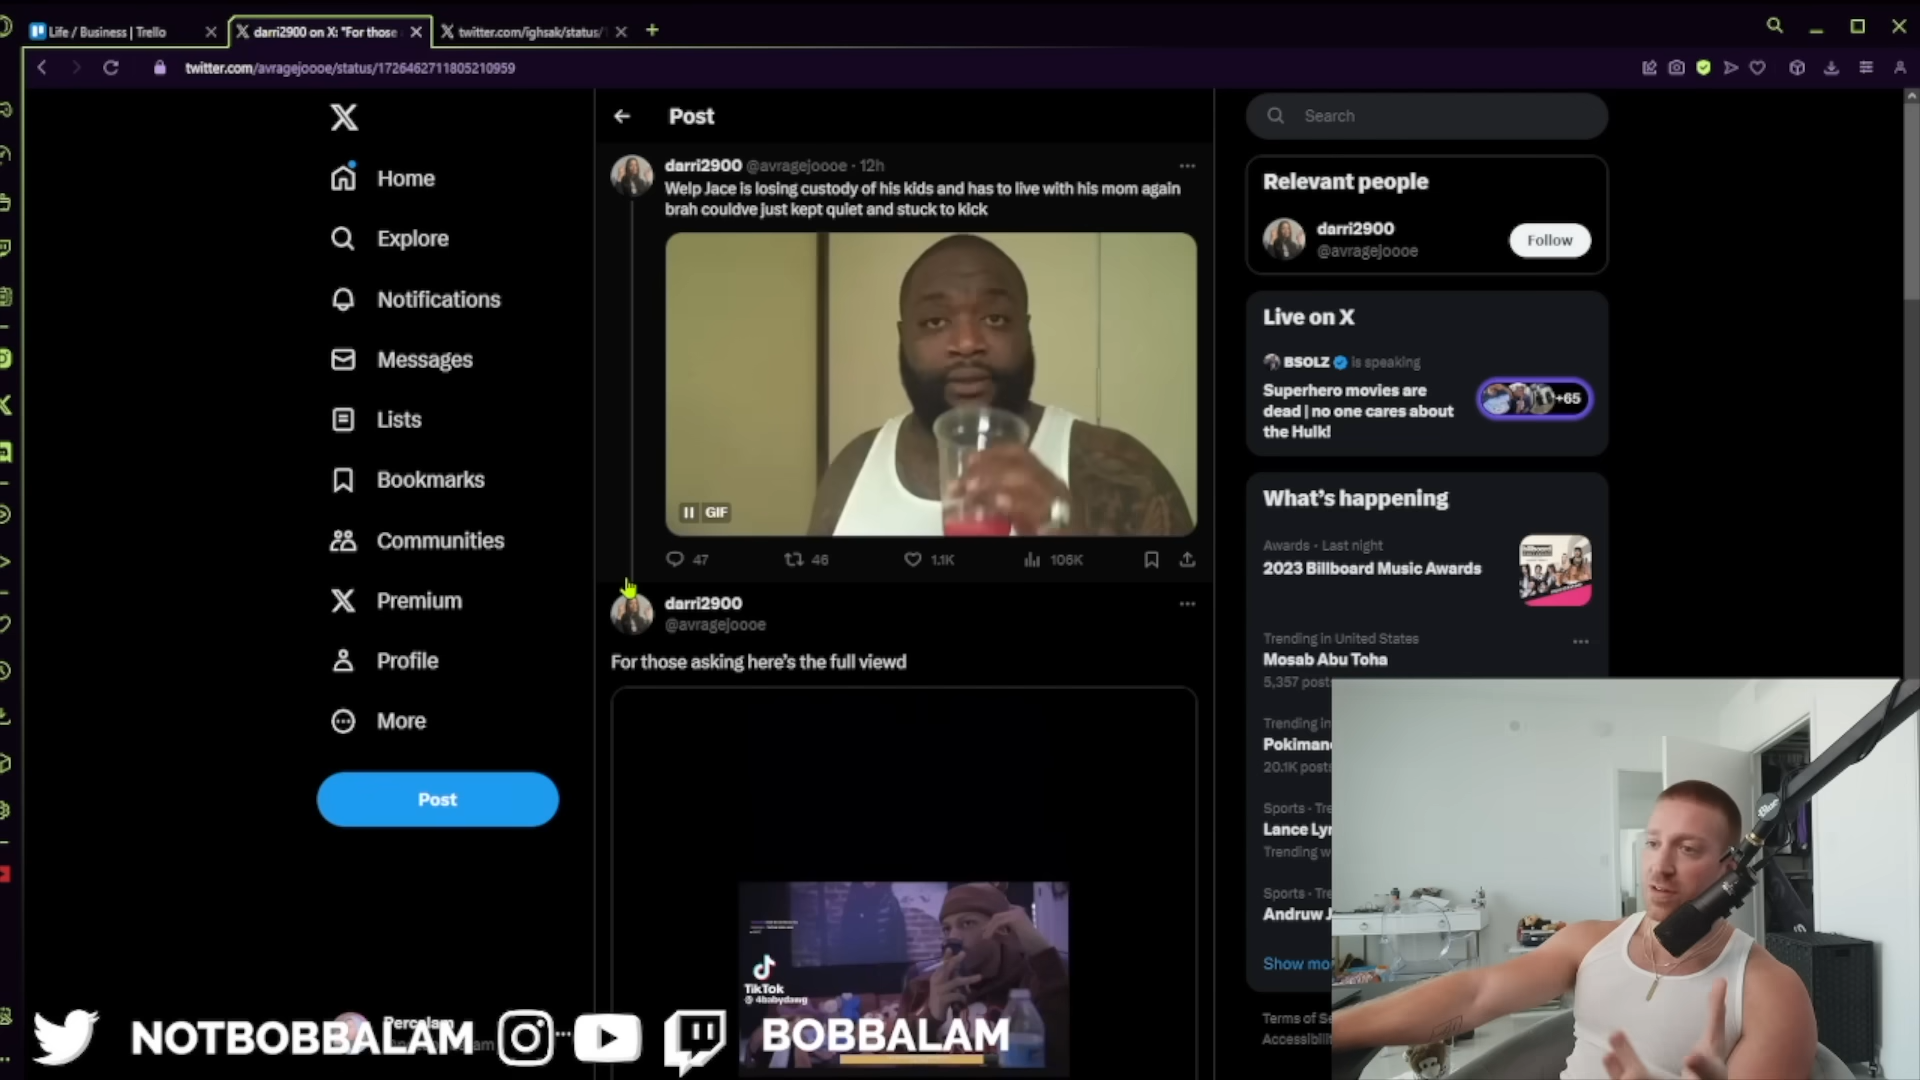 Life / Business | Trello
darri2900 on X: "For those
twitter.com/ighsak/status/
twitter.com/avragejoooe/status/1726462711805210959
Home
Explore
Notifications
Messages
Lists
Bookmarks
Communities
Premium
Profile
More
Post
Post
darri2900 @avragejoooe · 12h
Welp Jace is losing custody of his kids and has to live with his mom again
brah couldve just kept quiet and stuck to kick
GIF
47
46
1.1K
106K
darri2900
@avragejoooe
For those asking here's the full viewd
TikTok
@ 4babydawg
Search
Relevant people
darri2900
@avragejoooe
Follow
Live on X
BSOLZ is speaking
Superhero movies are
dead | no one cares about
the Hulk!
+65
What's happening
Awards · Last night
2023 Billboard Music Awards
Trending in United States
Mosab Abu Toha
5,357 posts
Trending in
Pokimane
20.1K posts
Sports · Tre
Lance Lyn
Trending w
Sports · Tre
Andruw J
Show mo
Terms of Se
Accessibili
NOTBOBBALAM
BOBBALAM